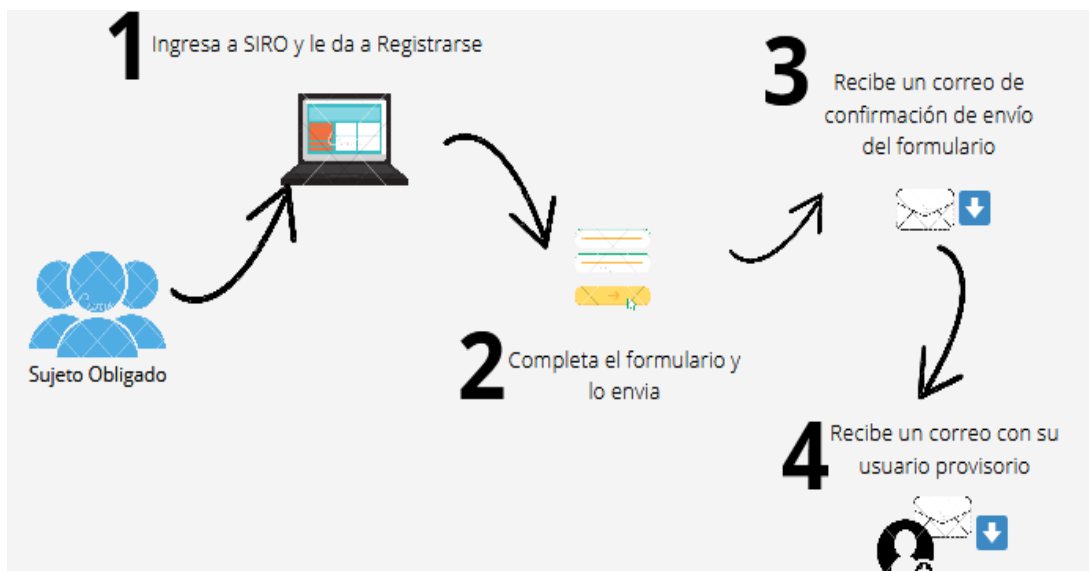 1
Ingresa a SIRO y le da a Registrarse
3
Recibe un correo de
confirmación de envío
del formulario
Sujeto Obligado
2
Completa el formulario y
lo envia
4
Recibe un correo con su
usuario provisorio